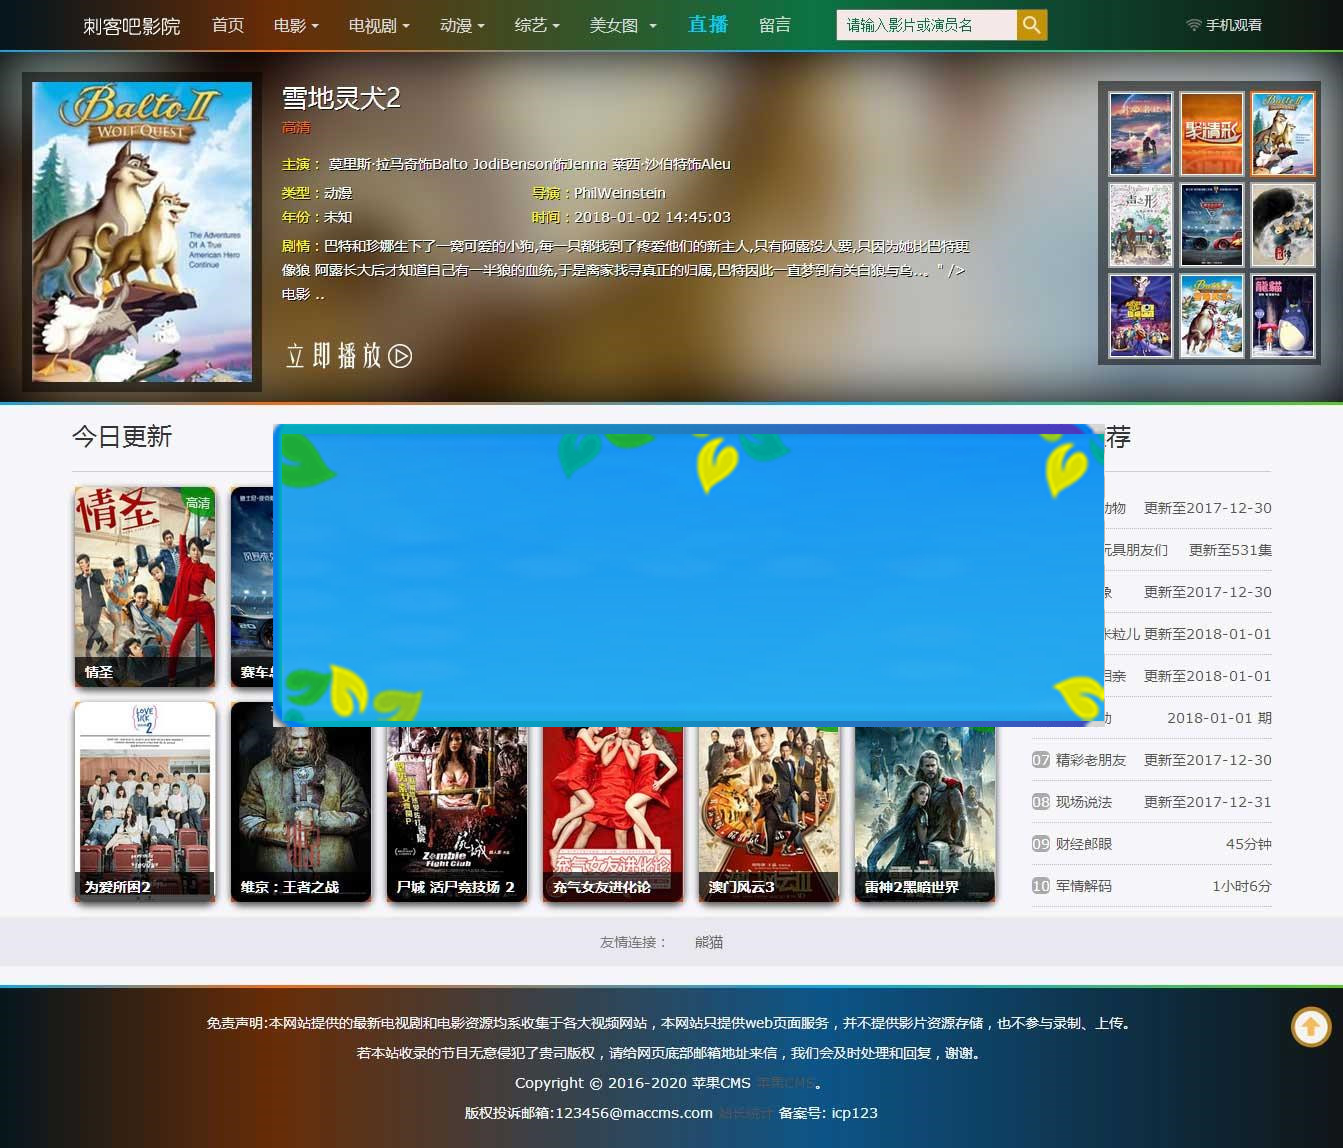 刺客吧影院
首页 电影 电视剧 动漫 综艺 美女图 直播 留言
请输入影片或演员名
手机观看
Balto II
WOLF QUEST
The Adventures
Of A True
American Hero
Continue
雪地灵犬2
高清
主演： 莫里斯·拉马奇饰Balto JodiBenson饰Jenna 莱西·沙伯特饰Aleu
类型：动漫 导演：PhilWeinstein
年份：未知 时间：2018-01-02 14:45:03
剧情：巴特和珍娜生下了一窝可爱的小狗,每一只都找到了疼爱他们的新主人,只有阿露没人要,只因为她比巴特更
像狼 阿露长大后才知道自己有一半狼的血统,于是离家找寻真正的归属,巴特因此一直梦到有关白狼与乌...。" />
电影 ..
立即播放
聚精彩
声之形
熊貓
今日更新
荐
情圣
高清
情圣
赛车
动物 更新至2017-12-30
玩具朋友们 更新至531集
象 更新至2017-12-30
米粒儿 更新至2018-01-01
相亲 更新至2018-01-01
2018-01-01 期
07 精彩老朋友 更新至2017-12-30
08 现场说法 更新至2017-12-31
09 财经郎眼 45分钟
10 军情解码 1小时6分
LOVE SICK 2
为爱所困2
维京：王者之战
Zombie Fight Club
尸城
尸城 活尸竞技场 2
充气女友进化论
充气女友进化论
澳门风云3
雷神2黑暗世界
友情连接： 熊猫
免责声明:本网站提供的最新电视剧和电影资源均系收集于各大视频网站，本网站只提供web页面服务，并不提供影片资源存储，也不参与录制、上传。
若本站收录的节目无意侵犯了贵司版权，请给网页底部邮箱地址来信，我们会及时处理和回复，谢谢。
Copyright © 2016-2020 苹果CMS 苹果CMS。
版权投诉邮箱:123456@maccms.com 站长统计 备案号: icp123